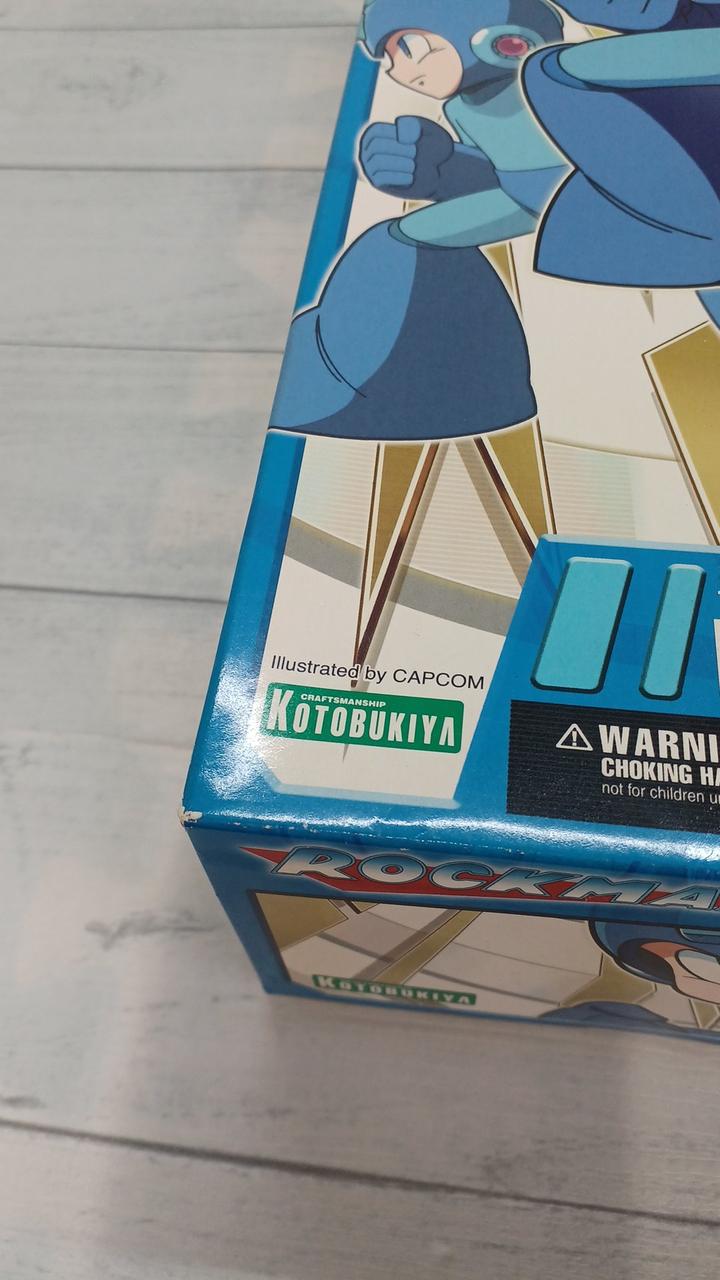 Illustrated by CAPCOM
CRAFTSMANSHIP
KOTOBUKIYA
WARNI
CHOKING HA
not for children u
ROCKMA
KOTOBUKIYA